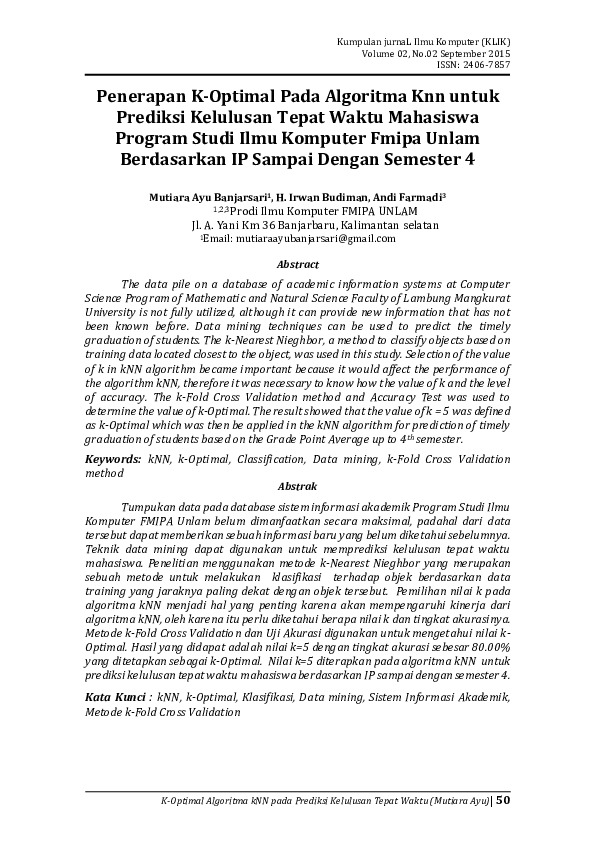 Kumpulan jurnaL Ilmu Komputer (KLIK)
Volume 02, No.02 September 2015
ISSN: 2406-7857
Penerapan K-Optimal Pada Algoritma Knn untuk
Prediksi Kelulusan Tepat Waktu Mahasiswa
Program Studi Ilmu Komputer Fmipa Unlam
Berdasarkan IP Sampai Dengan Semester 4
Mutiara Ayu Banjarsari¹, H. Irwan Budiman, Andi Farmadi³
¹,²,³Prodi Ilmu Komputer FMIPA UNLAM
Jl. A. Yani Km 36 Banjarbaru, Kalimantan selatan
¹Email: mutiaraayubanjarsari@gmail.com
Abstract
The data pile on a database of academic information systems at Computer
Science Program of Mathematic and Natural Science Faculty of Lambung Mangkurat
University is not fully utilized, although it can provide new information that has not
been known before. Data mining techniques can be used to predict the timely
graduation of students. The k-Nearest Nieghbor, a method to classify objects based on
training data located closest to the object, was used in this study. Selection of the value
of k in kNN algorithm became important because it would affect the performance of
the algorithm kNN, therefore it was necessary to know how the value of k and the level
of accuracy. The k-Fold Cross Validation method and Accuracy Test was used to
determine the value of k-Optimal. The result showed that the value of k = 5 was defined
as k-Optimal which was then be applied in the kNN algorithm for prediction of timely
graduation of students based on the Grade Point Average up to 4th semester.
Keywords: kNN, k-Optimal, Classification, Data mining, k-Fold Cross Validation
method
Abstrak
Tumpukan data pada database sistem informasi akademik Program Studi Ilmu
Komputer FMIPA Unlam belum dimanfaatkan secara maksimal, padahal dari data
tersebut dapat memberikan sebuah informasi baru yang belum diketahui sebelumnya.
Teknik data mining dapat digunakan untuk memprediksi kelulusan tepat waktu
mahasiswa. Penelitian menggunakan metode k-Nearest Nieghbor yang merupakan
sebuah metode untuk melakukan klasifikasi terhadap objek berdasarkan data
training yang jaraknya paling dekat dengan objek tersebut. Pemilihan nilai k pada
algoritma kNN menjadi hal yang penting karena akan mempengaruhi kinerja dari
algoritma kNN, oleh karena itu perlu diketahui berapa nilai k dan tingkat akurasinya.
Metode k-Fold Cross Validation dan Uji Akurasi digunakan untuk mengetahui nilai k-
Optimal. Hasil yang didapat adalah nilai k=5 dengan tingkat akurasi sebesar 80.00%
yang ditetapkan sebagai k-Optimal. Nilai k=5 diterapkan pada algoritma kNN untuk
prediksi kelulusan tepat waktu mahasiswa berdasarkan IP sampai dengan semester 4.
Kata Kunci : kNN, k-Optimal, Klasifikasi, Data mining, Sistem Informasi Akademik,
Metode k-Fold Cross Validation
K-Optimal Algoritma kNN pada Prediksi Kelulusan Tepat Waktu (Mutiara Ayu)| 50